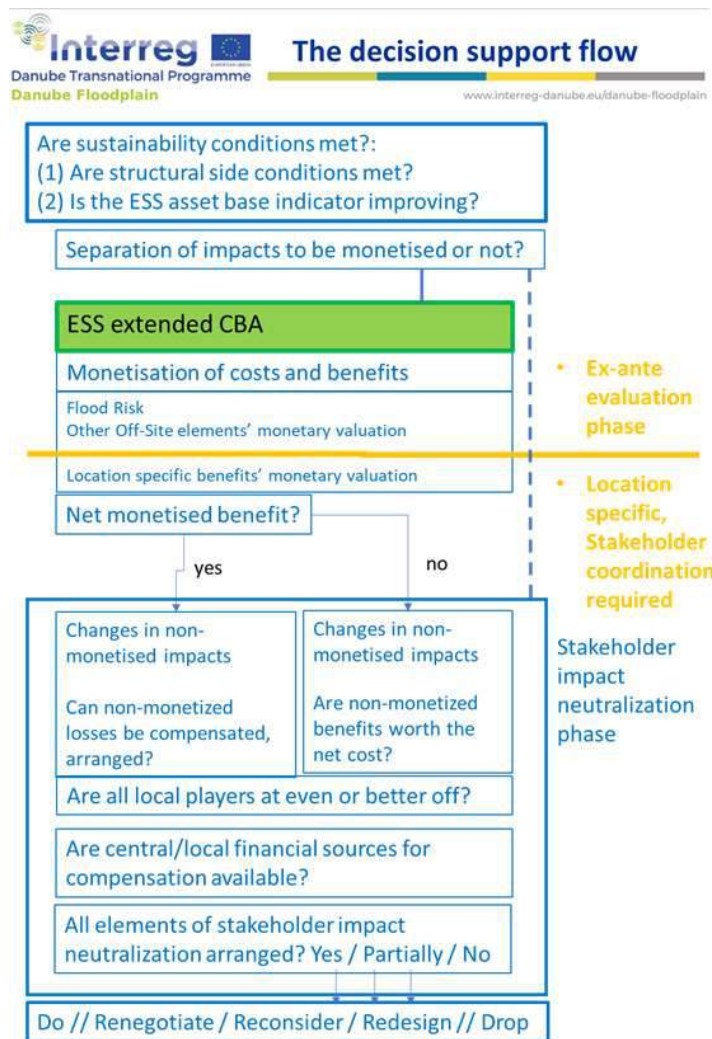 Interreg
Danube Transnational Programme
Danube Floodplain
The decision support flow
www.interreg-danube.eu/danube-floodplain
Are sustainability conditions met?:
(1) Are structural side conditions met?
(2) Is the ESS asset base indicator improving?
Separation of impacts to be monetised or not?
ESS extended CBA
Monetisation of costs and benefits
Flood Risk
Other Off-Site elements' monetary valuation
Location specific benefits' monetary valuation
• Ex-ante
evaluation
phase
• Location
specific,
Stakeholder
coordination
required
Net monetised benefit?
yes
no
Changes in non-
monetised impacts
Can non-monetized
losses be compensated,
arranged?
Changes in non-
monetised impacts
Are non-monetized
benefits worth the
net cost?
Stakeholder
impact
neutralization
phase
Are all local players at even or better off?
Are central/local financial sources for
compensation available?
All elements of stakeholder impact
neutralization arranged? Yes / Partially / No
Do // Renegotiate / Reconsider / Redesign // Drop